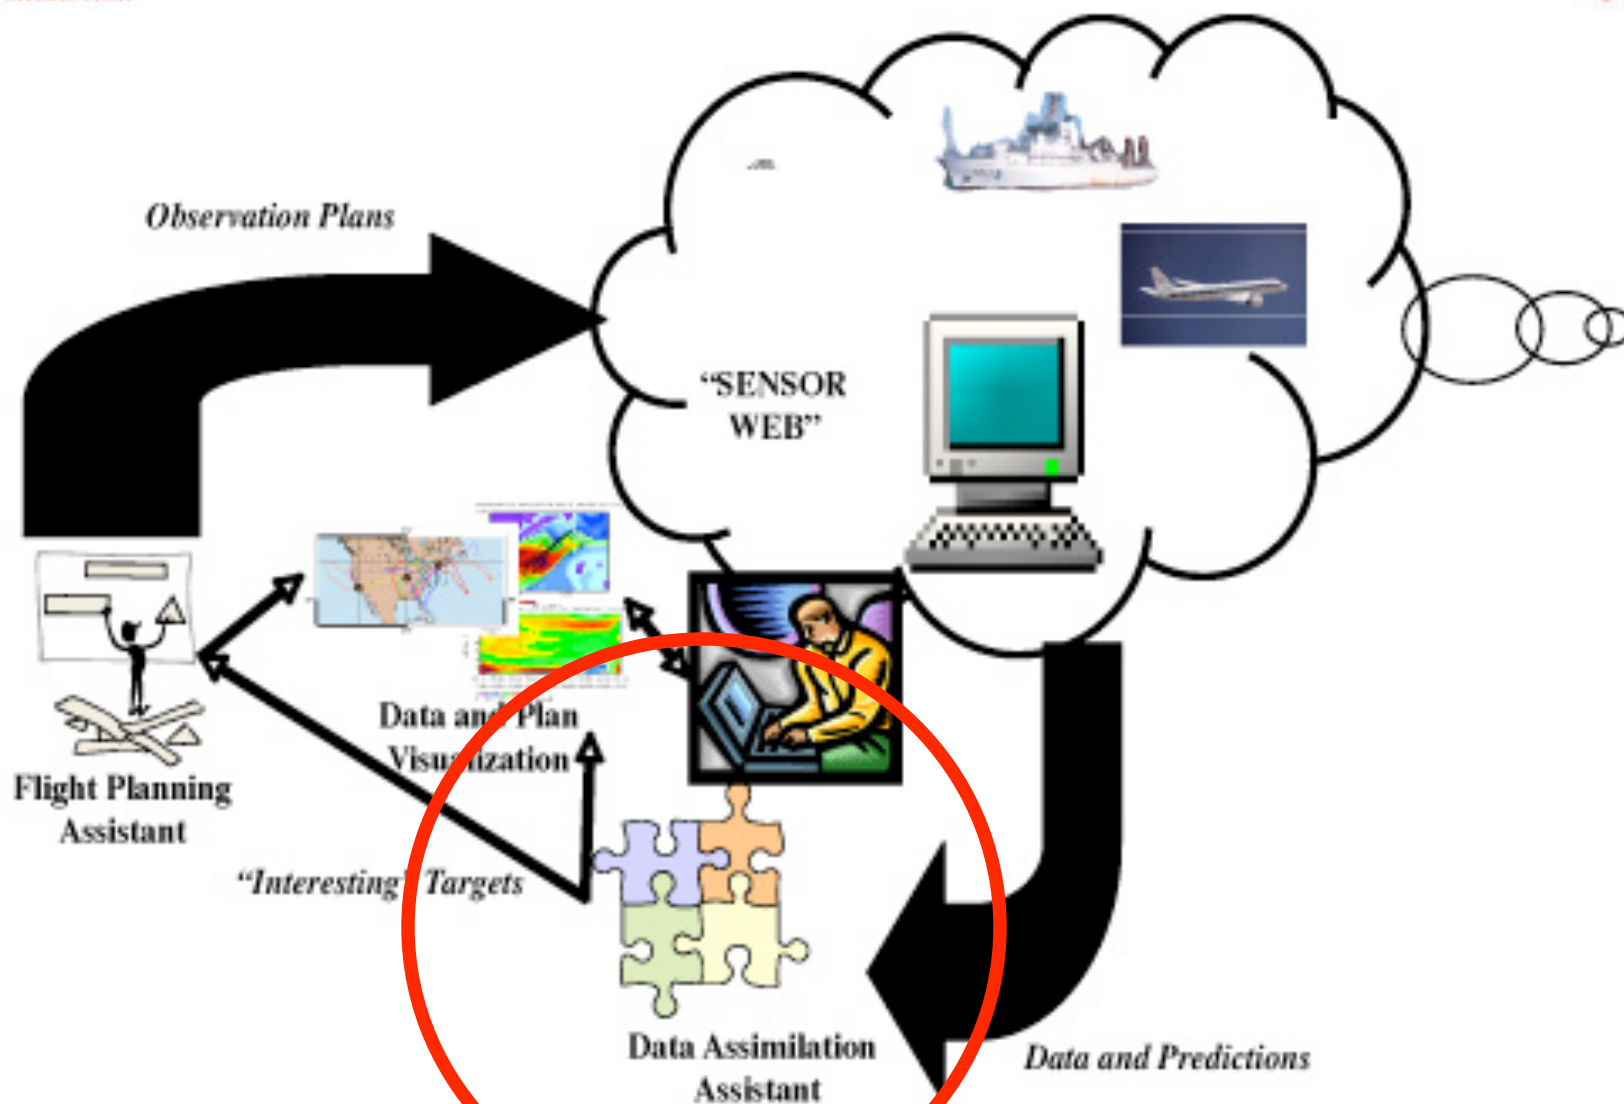 Observation Plans
“SENSOR
WEB”
Data and Plan
Visualization
Flight Planning
Assistant
“Interesting” Targets
Data Assimilation
Assistant
Data and Predictions